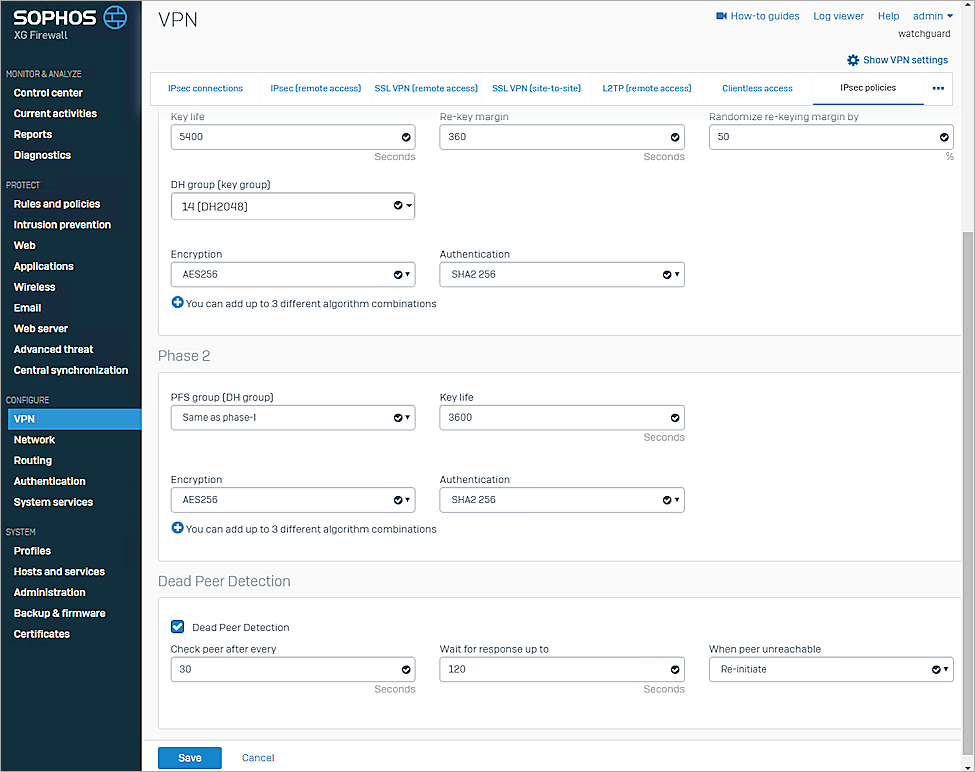 SOPHOS
XG Firewall
MONITOR & ANALYZE
Control center
Current activities
Reports
Diagnostics
PROTECT
Rules and policies
Intrusion prevention
Web
Applications
Wireless
Email
Web server
Advanced threat
Central synchronization
CONFIGURE
VPN
Network
Routing
Authentication
System services
SYSTEM
Profiles
Hosts and services
Administration
Backup & firmware
Certificates
VPN
How-to guides Log viewer Help admin
watchguard
Show VPN settings
IPsec connections IPsec (remote access) SSL VPN (remote access) SSL VPN (site-to-site) L2TP (remote access) Clientless access IPsec policies
Key life Re-key margin Randomize re-keying margin by
5400 360 50
Seconds Seconds %
DH group (key group)
14 (DH2048)
Encryption Authentication
AES256 SHA2 256
You can add up to 3 different algorithm combinations
Phase 2
PFS group (DH group) Key life
Same as phase-I 3600
Seconds
Encryption Authentication
AES256 SHA2 256
You can add up to 3 different algorithm combinations
Dead Peer Detection
Dead Peer Detection
Check peer after every Wait for response up to When peer unreachable
30 120 Re-initiate
Seconds Seconds
Save Cancel